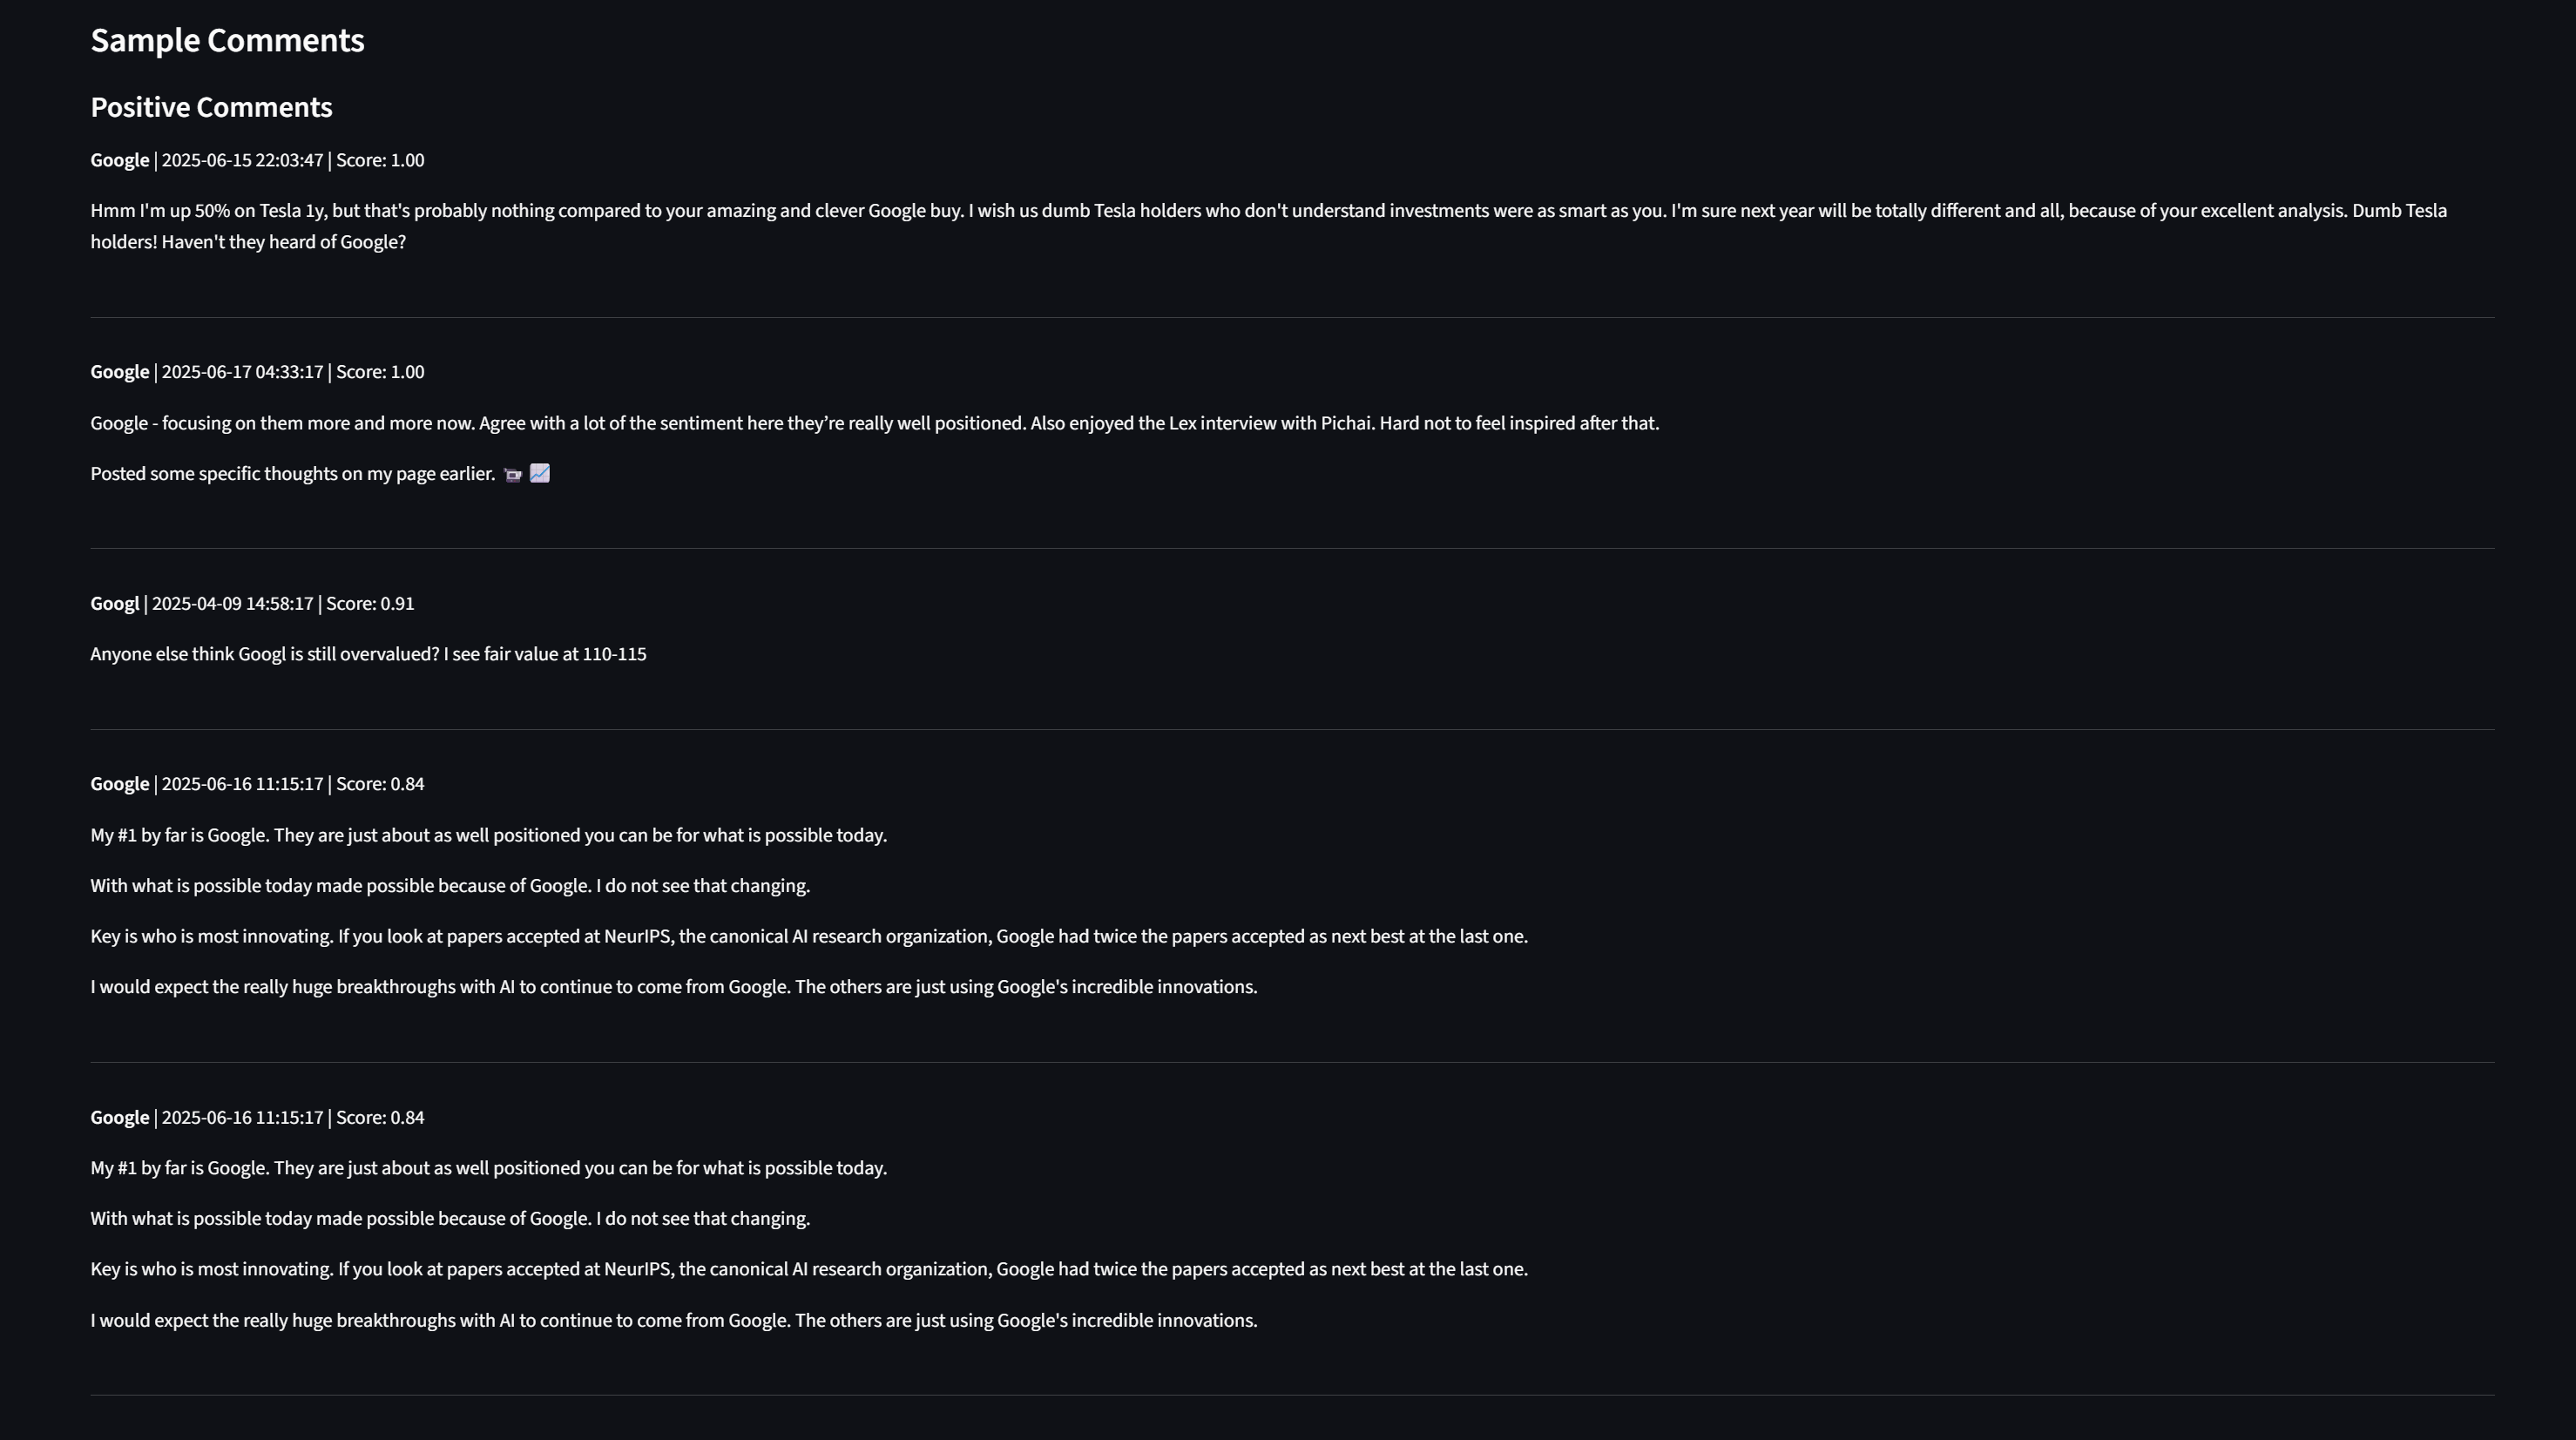 Sample Comments
Positive Comments
Google | 2025-06-15 22:03:47 | Score: 1.00
Hmm I'm up 50% on Tesla 1y, but that's probably nothing compared to your amazing and clever Google buy. I wish us dumb Tesla holders who don't understand investments were as smart as you. I'm sure next year will be totally different and all, because of your excellent analysis. Dumb Tesla
holders! Haven't they heard of Google?
Google | 2025-06-17 04:33:17 | Score: 1.00
Google - focusing on them more and more now. Agree with a lot of the sentiment here they’re really well positioned. Also enjoyed the Lex interview with Pichai. Hard not to feel inspired after that.
Posted some specific thoughts on my page earlier. 📹 📈
Googl | 2025-04-09 14:58:17 | Score: 0.91
Anyone else think Googl is still overvalued? I see fair value at 110-115
Google | 2025-06-16 11:15:17 | Score: 0.84
My #1 by far is Google. They are just about as well positioned you can be for what is possible today.
With what is possible today made possible because of Google. I do not see that changing.
Key is who is most innovating. If you look at papers accepted at NeurIPS, the canonical AI research organization, Google had twice the papers accepted as next best at the last one.
I would expect the really huge breakthroughs with AI to continue to come from Google. The others are just using Google's incredible innovations.
Google | 2025-06-16 11:15:17 | Score: 0.84
My #1 by far is Google. They are just about as well positioned you can be for what is possible today.
With what is possible today made possible because of Google. I do not see that changing.
Key is who is most innovating. If you look at papers accepted at NeurIPS, the canonical AI research organization, Google had twice the papers accepted as next best at the last one.
I would expect the really huge breakthroughs with AI to continue to come from Google. The others are just using Google's incredible innovations.